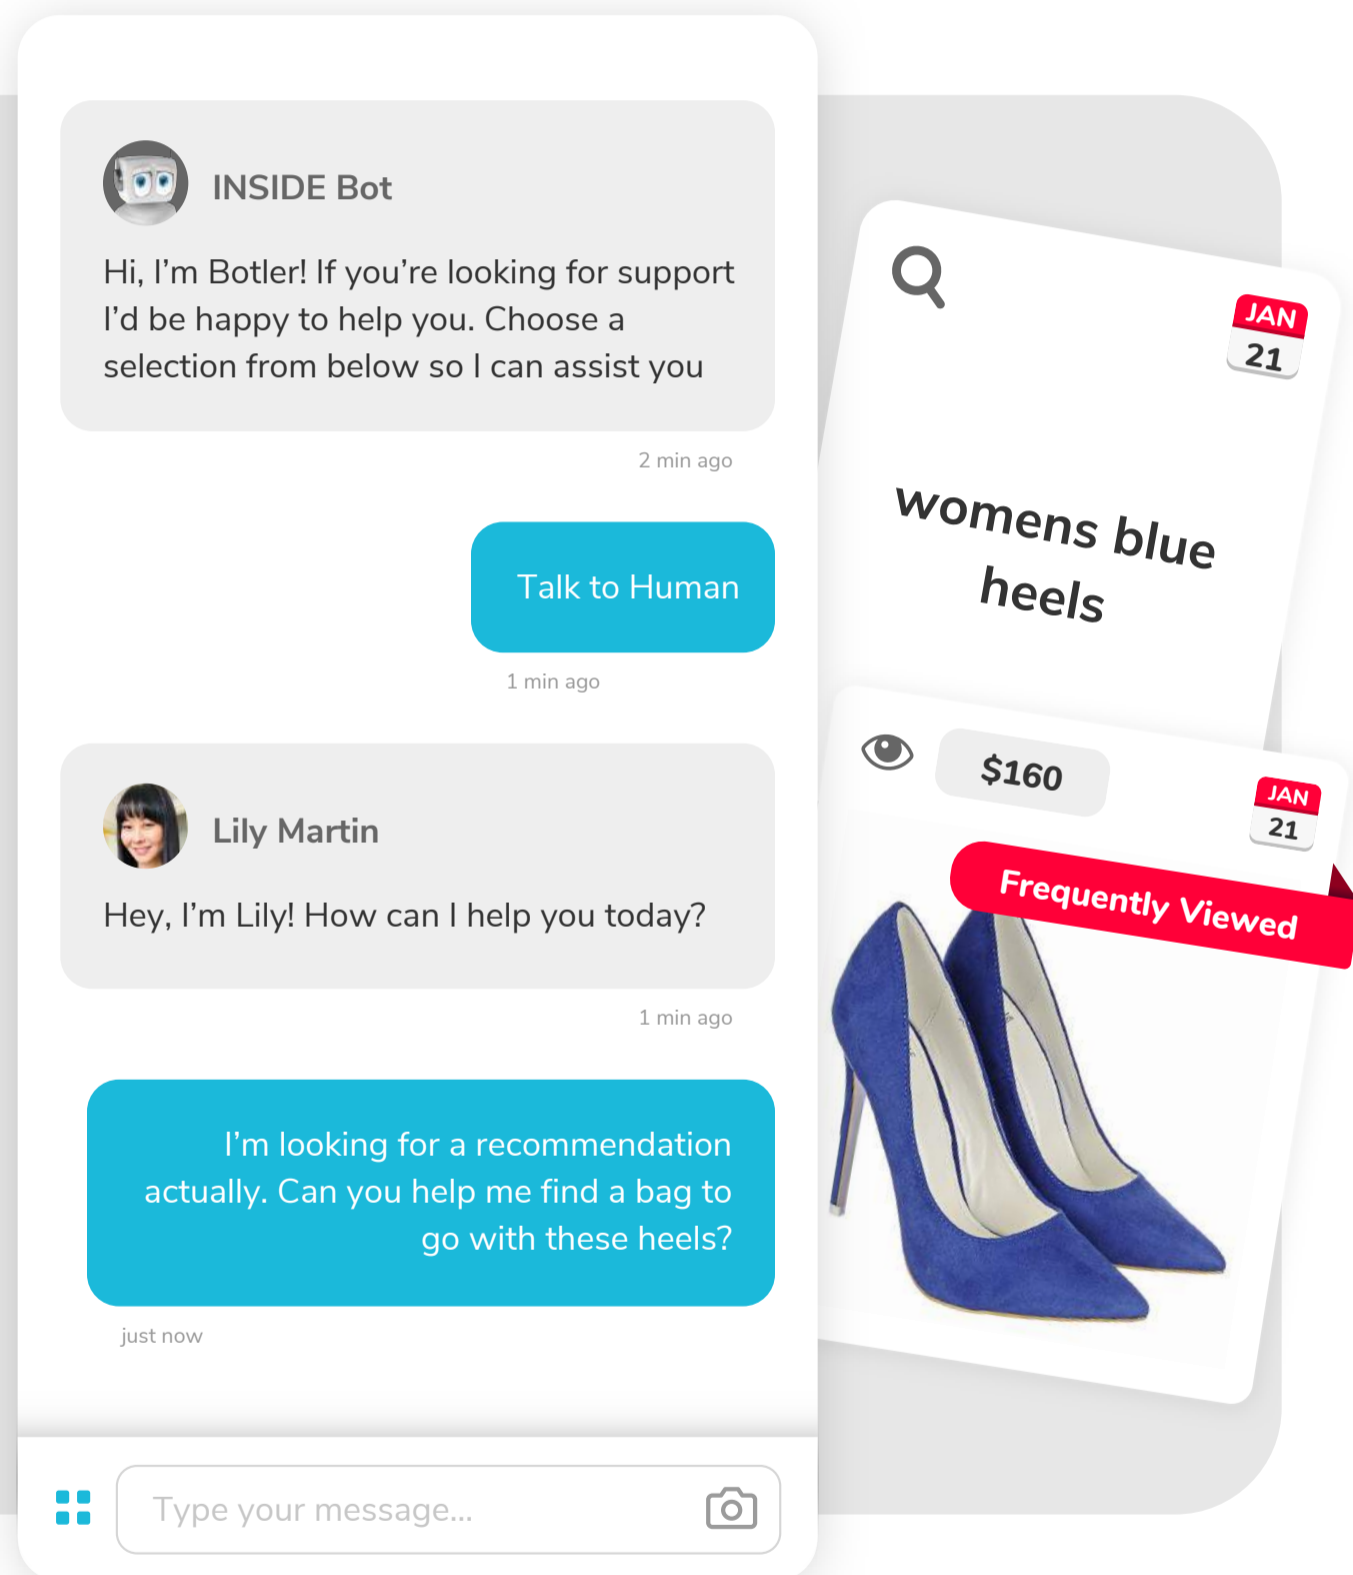 INSIDE Bot
Hi, I’m Botler! If you’re looking for support
I’d be happy to help you. Choose a
selection from below so I can assist you
2 min ago
Talk to Human
1 min ago
Lily Martin
Hey, I’m Lily! How can I help you today?
1 min ago
I’m looking for a recommendation
actually. Can you help me find a bag to
go with these heels?
just now
Type your message...
JAN
21
womens blue
heels
$160
JAN
21
Frequently Viewed